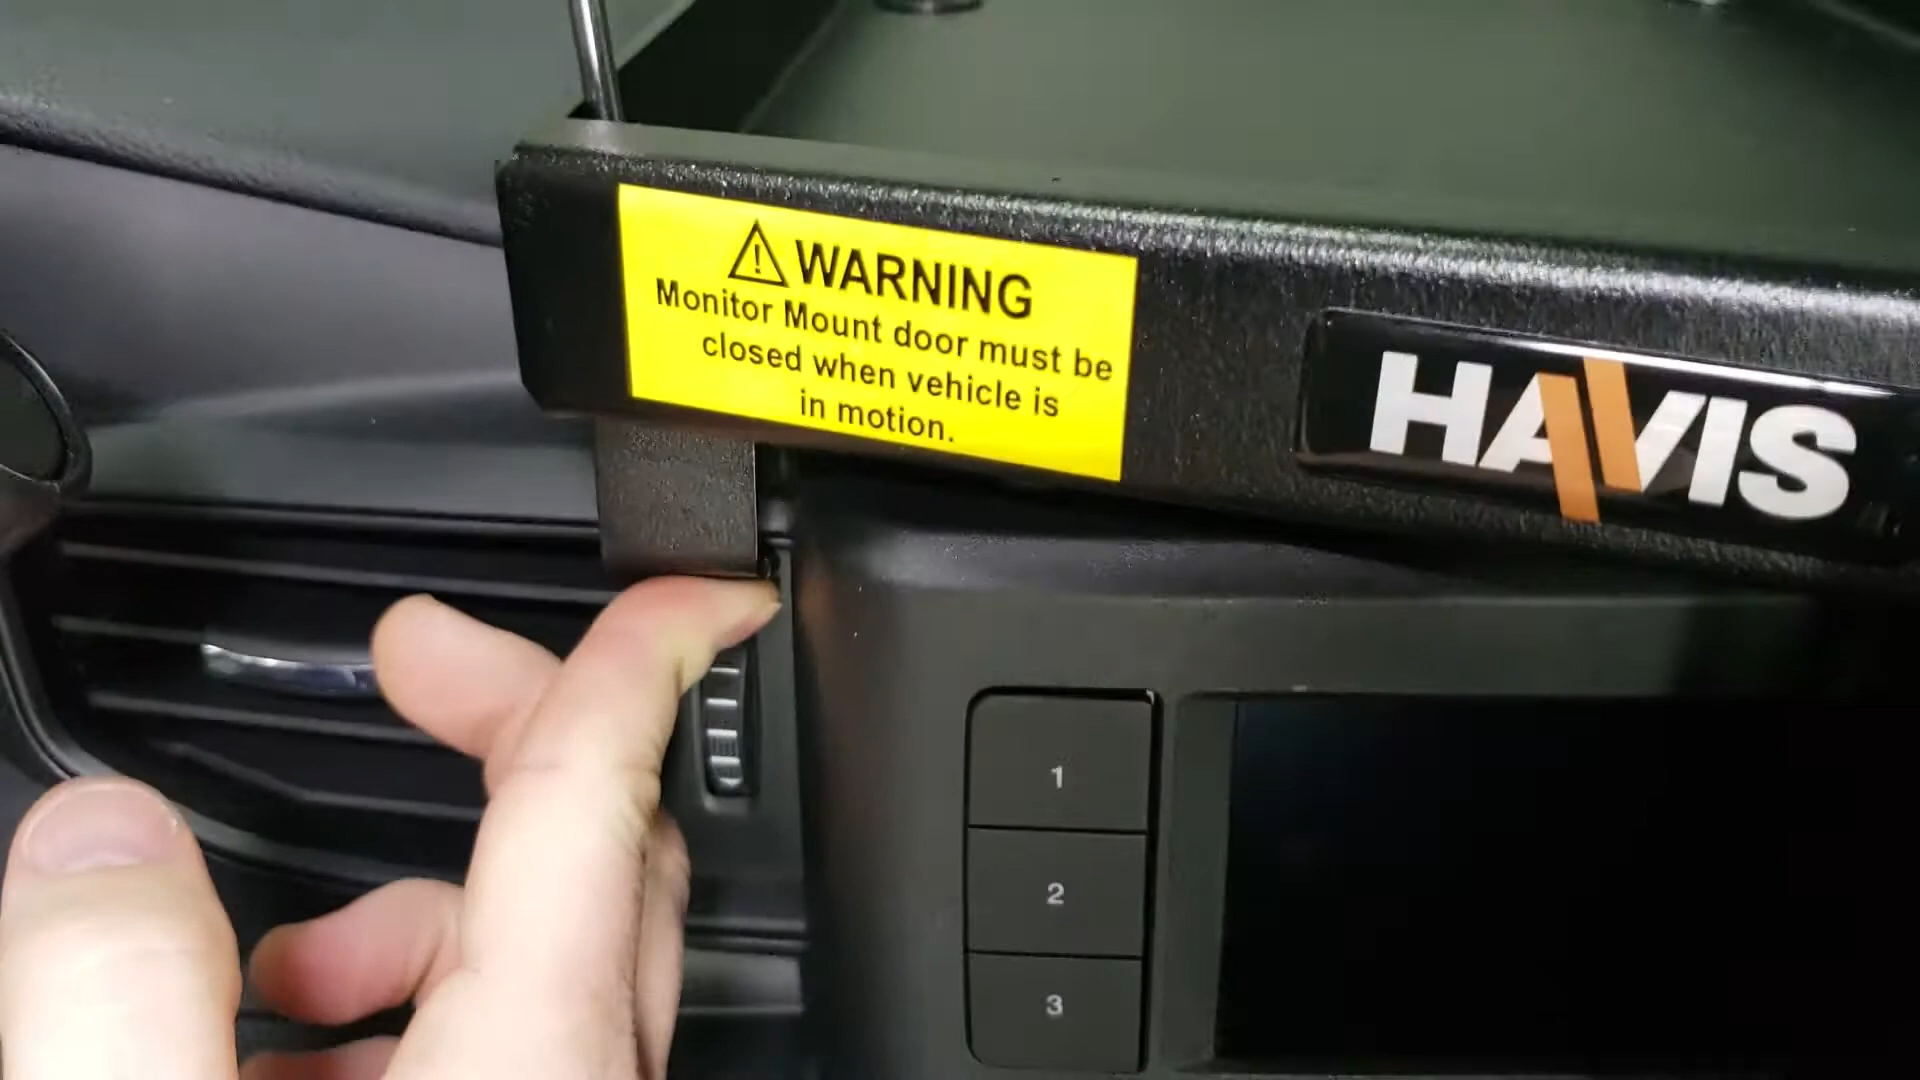 WARNING
Monitor Mount door must be
closed when vehicle is
in motion.
HAVIS
1
2
3